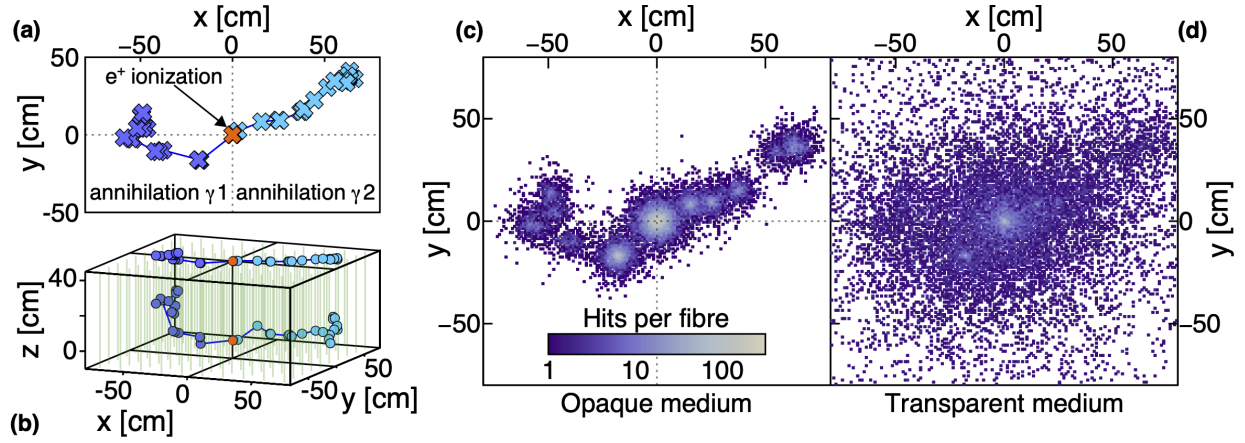 (a)
x [cm]
−50
0
50
50
0
-50
y [cm]
e⁺ ionization
annihilation γ1
annihilation γ2
(b)
40
0
z [cm]
-50
0
50
x [cm]
-50
50
y [cm]
(c)
x [cm]
−50
0
50
50
0
−50
y [cm]
Hits per fibre
1
10
100
Opaque medium
x [cm]
(d)
−50
0
50
50
0
−50
y [cm]
Transparent medium